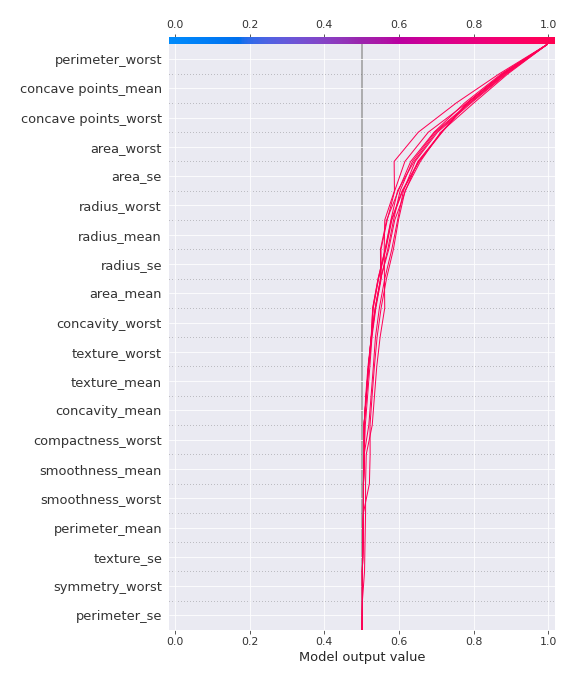 0.0 0.2 0.4 0.6 0.8 1.0
perimeter_worst
concave points_mean
concave points_worst
area_worst
area_se
radius_worst
radius_mean
radius_se
area_mean
concavity_worst
texture_worst
texture_mean
concavity_mean
compactness_worst
smoothness_mean
smoothness_worst
perimeter_mean
texture_se
symmetry_worst
perimeter_se
0.0 0.2 0.4 0.6 0.8 1.0
Model output value